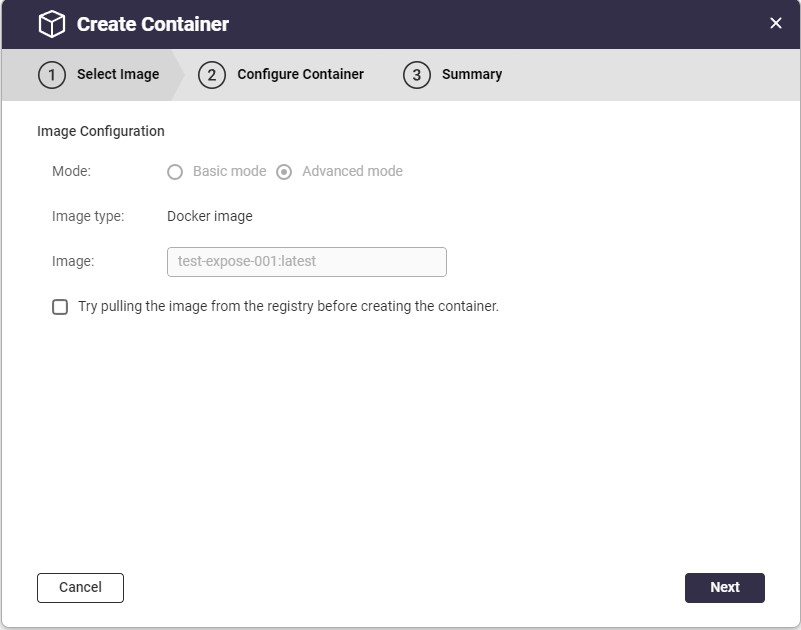 Create Container
1 Select Image 2 Configure Container 3 Summary
Image Configuration
Mode: Basic mode Advanced mode
Image type: Docker image
Image: test-expose-001:latest
Try pulling the image from the registry before creating the container.
Cancel Next